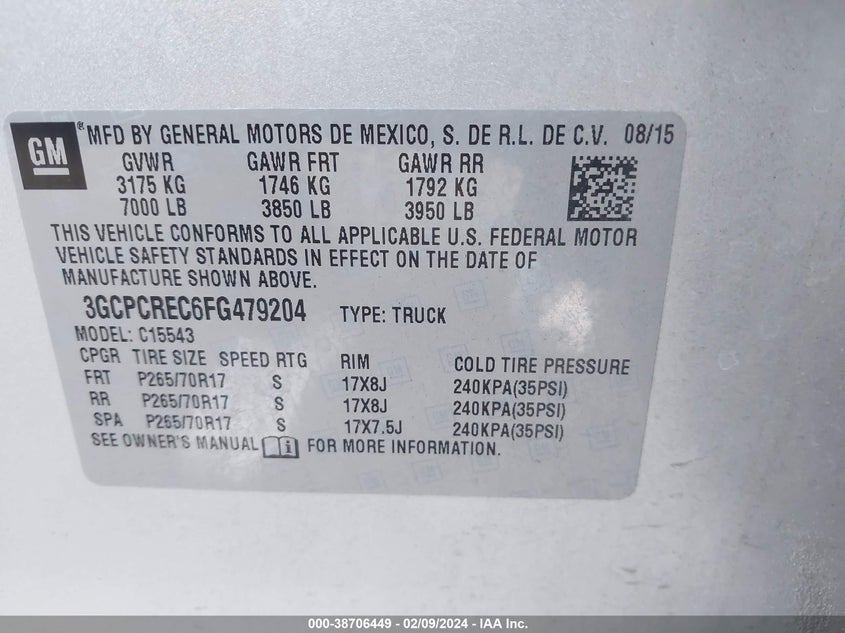 GM ® MFD BY GENERAL MOTORS DE MEXICO, S. DE R.L. DE C.V. 08/15
GVWR GAWR FRT GAWR RR
3175 KG 1746 KG 1792 KG
7000 LB 3850 LB 3950 LB
THIS VEHICLE CONFORMS TO ALL APPLICABLE U.S. FEDERAL MOTOR
VEHICLE SAFETY STANDARDS IN EFFECT ON THE DATE OF
MANUFACTURE SHOWN ABOVE.
3GCPCREC6FG479204 TYPE: TRUCK
MODEL: C15543
CPGR TIRE SIZE SPEED RTG RIM COLD TIRE PRESSURE
FRT P265/70R17 S 17X8J 240KPA(35PSI)
RR P265/70R17 S 17X8J 240KPA(35PSI)
SPA P265/70R17 S 17X7.5J 240KPA(35PSI)
SEE OWNER'S MANUAL FOR MORE INFORMATION.
000-38706449 - 02/09/2024 - IAA Inc.